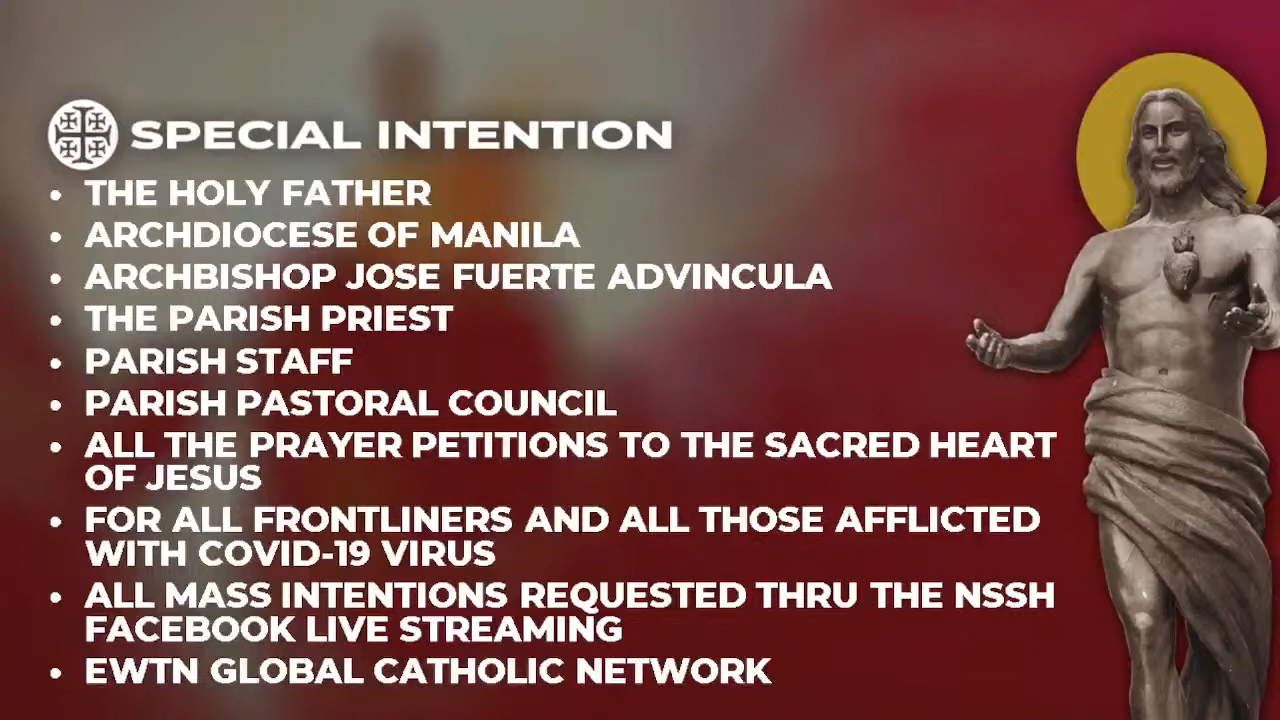 SPECIAL INTENTION
• THE HOLY FATHER
• ARCHDIOCESE OF MANILA
• ARCHBISHOP JOSE FUERTE ADVINCULA
• THE PARISH PRIEST
• PARISH STAFF
• PARISH PASTORAL COUNCIL
• ALL THE PRAYER PETITIONS TO THE SACRED HEART
OF JESUS
• FOR ALL FRONTLINERS AND ALL THOSE AFFLICTED
WITH COVID-19 VIRUS
• ALL MASS INTENTIONS REQUESTED THRU THE NSSH
FACEBOOK LIVE STREAMING
• EWTN GLOBAL CATHOLIC NETWORK